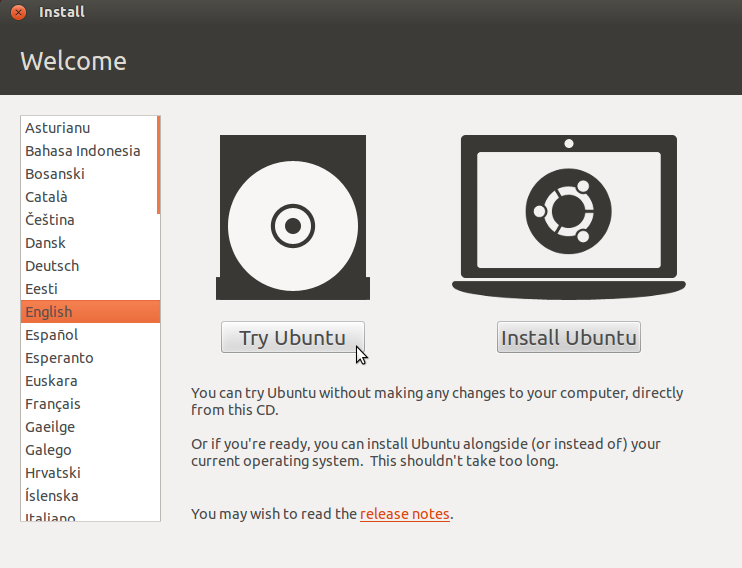 Install
Welcome
Asturianu
Bahasa Indonesia
Bosanski
Català
Čeština
Dansk
Deutsch
Eesti
English
Español
Esperanto
Euskara
Français
Gaeilge
Galego
Hrvatski
Íslenska
Italiano
Try Ubuntu
Install Ubuntu
You can try Ubuntu without making any changes to your computer, directly
from this CD.
Or if you're ready, you can install Ubuntu alongside (or instead of) your
current operating system.  This shouldn't take too long.
You may wish to read the release notes.